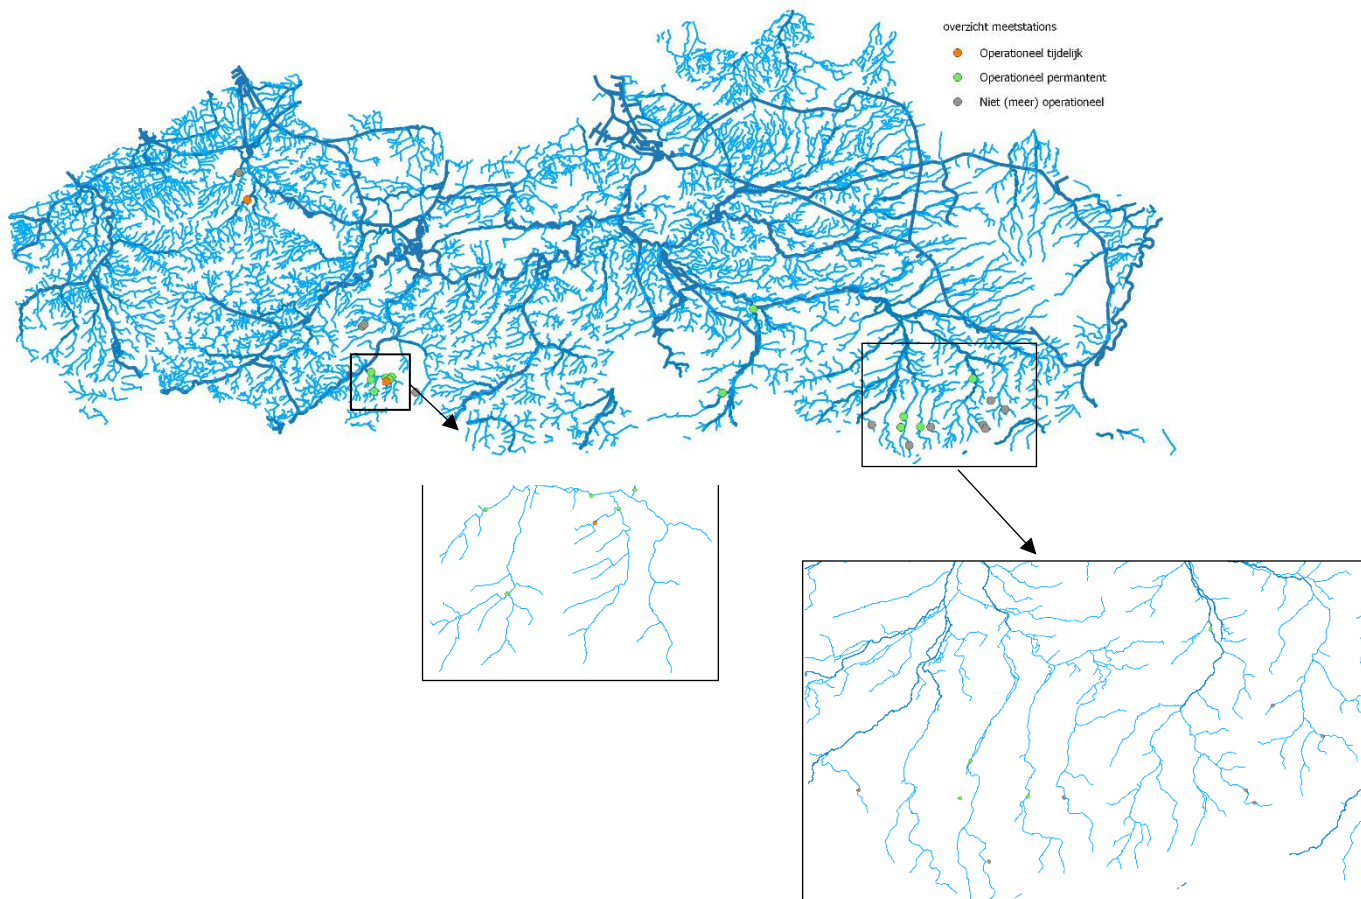 overzicht meetstations
Operationeel tijdelijk
Operationeel permantent
Niet (meer) operationeel